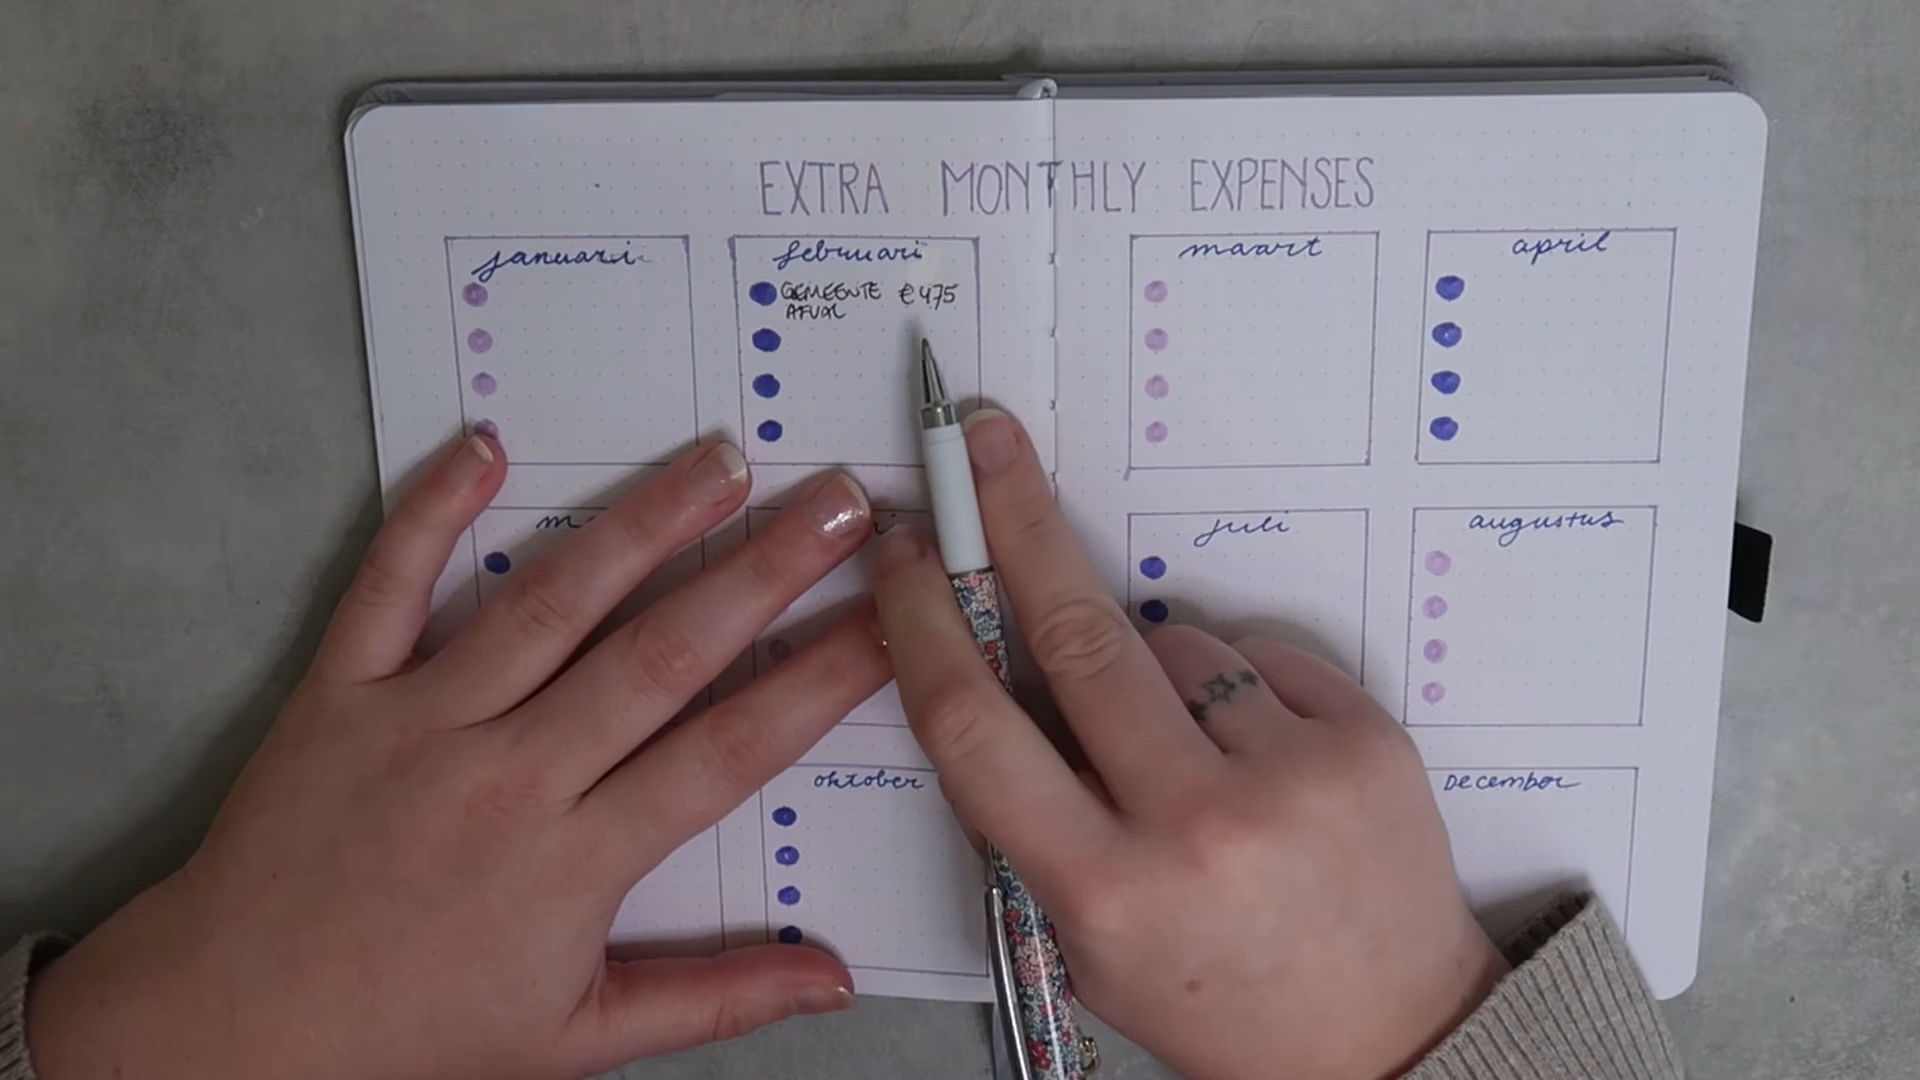 EXTRA MONTHLY EXPENSES
januari
februari
maart
april
GEMEENTE €475
AFVAL
juli
augustus
oktober
DECEMBER